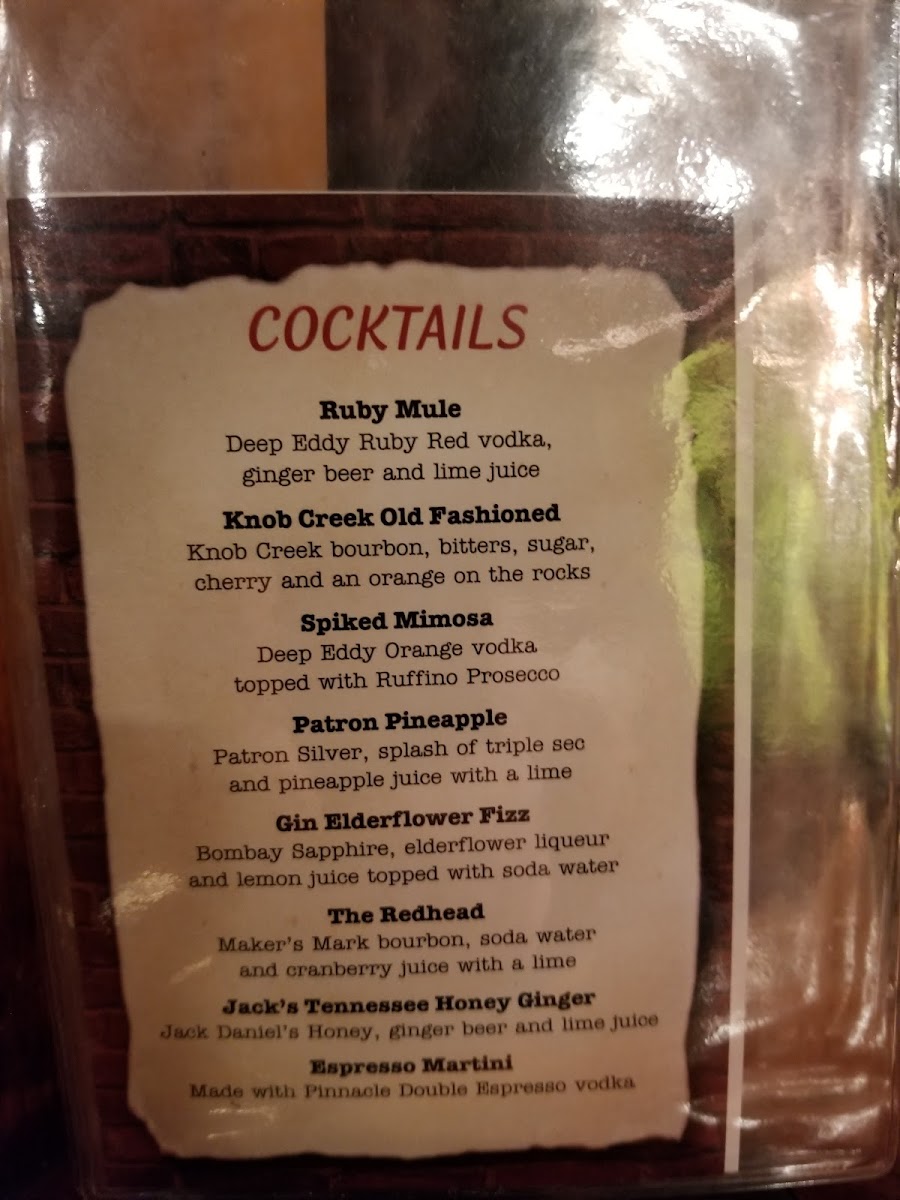 COCKTAILS
Ruby Mule
Deep Eddy Ruby Red vodka,
ginger beer and lime juice
Knob Creek Old Fashioned
Knob Creek bourbon, bitters, sugar,
cherry and an orange on the rocks
Spiked Mimosa
Deep Eddy Orange vodka
topped with Ruffino Prosecco
Patron Pineapple
Patron Silver, splash of triple sec
and pineapple juice with a lime
Gin Elderflower Fizz
Bombay Sapphire, elderflower liqueur
and lemon juice topped with soda water
The Redhead
Maker's Mark bourbon, soda water
and cranberry juice with a lime
Jack's Tennessee Honey Ginger
Jack Daniel's Honey, ginger beer and lime juice
Espresso Martini
Made with Pinnacle Double Espresso vodka